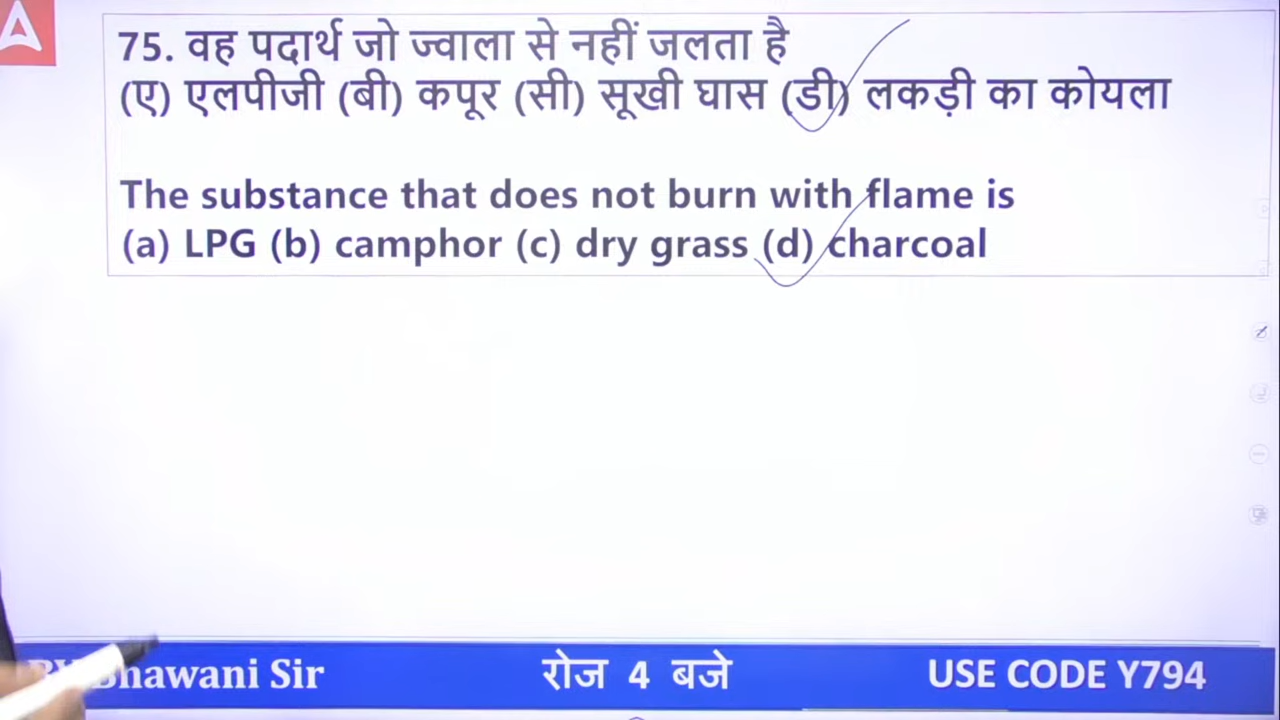 75. वह पदार्थ जो ज्वाला से नहीं जलता है
(ए) एलपीजी (बी) कपूर (सी) सूखी घास (डी) लकड़ी का कोयला
The substance that does not burn with flame is
(a) LPG (b) camphor (c) dry grass (d) charcoal
Bhawani Sir
रोज 4 बजे
USE CODE Y794